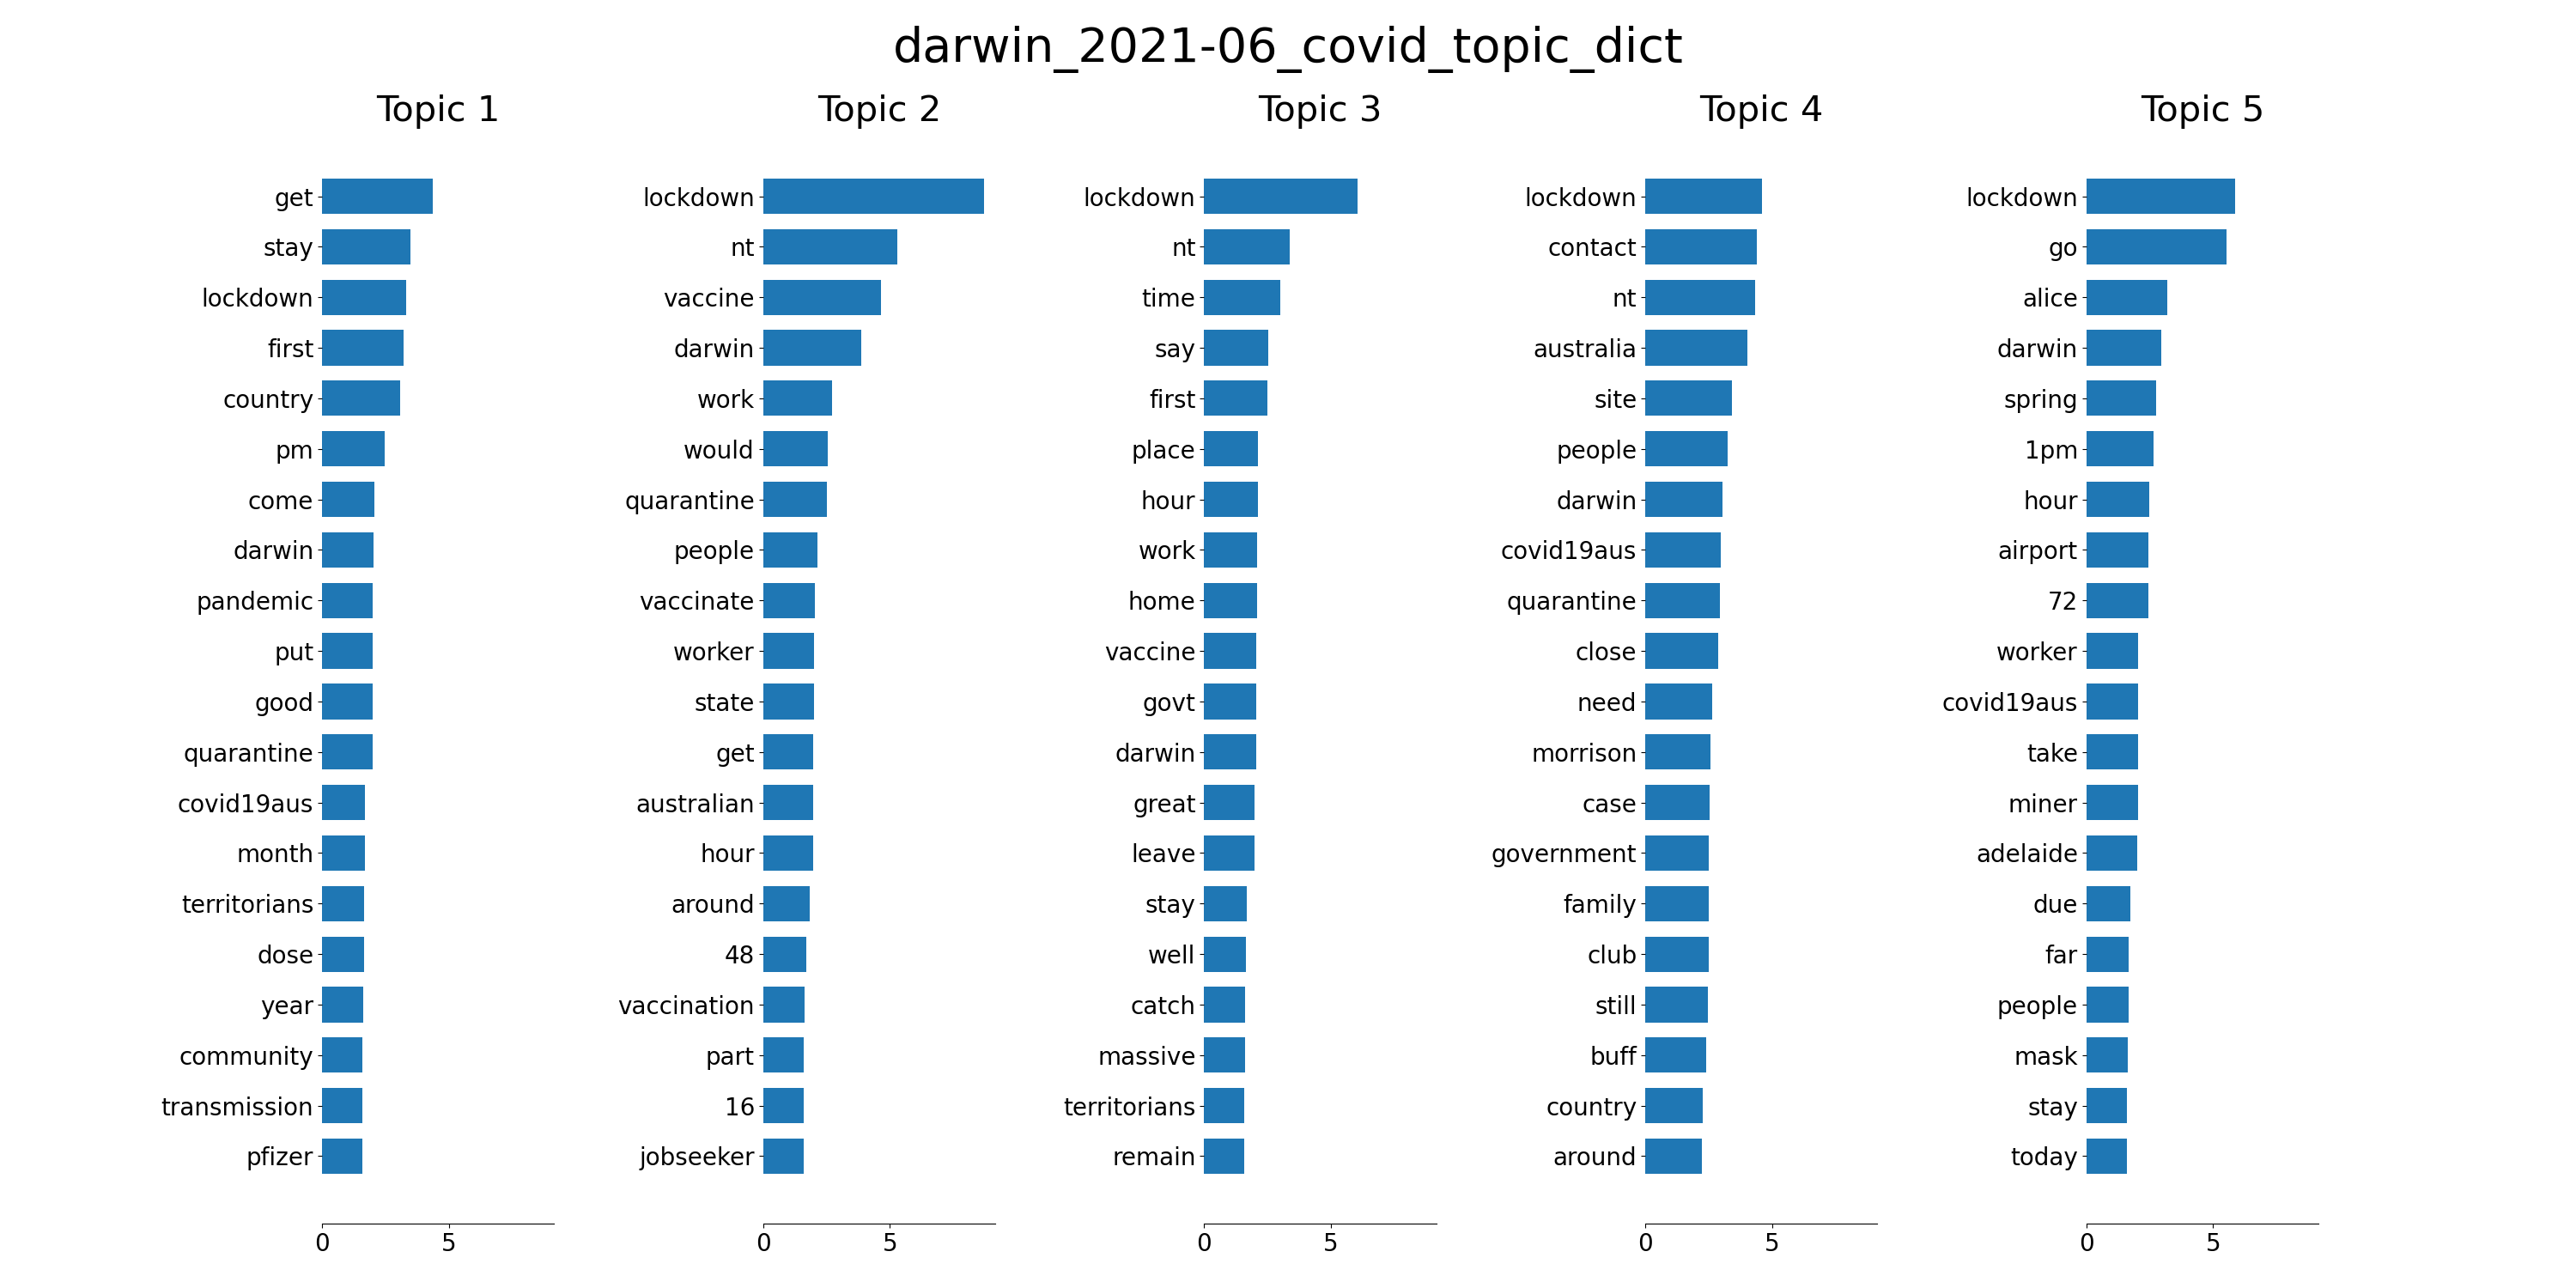 darwin_2021-06_covid_topic_dict
Topic 1
get
stay
lockdown
first
country
pm
come
darwin
pandemic
put
good
quarantine
covid19aus
month
territorians
dose
year
community
transmission
pfizer
0 5
Topic 2
lockdown
nt
vaccine
darwin
work
would
quarantine
people
vaccinate
worker
state
get
australian
hour
around
48
vaccination
part
16
jobseeker
0 5
Topic 3
lockdown
nt
time
say
first
place
hour
work
home
vaccine
govt
darwin
great
leave
stay
well
catch
massive
territorians
remain
0 5
Topic 4
lockdown
contact
nt
australia
site
people
darwin
covid19aus
quarantine
close
need
morrison
case
government
family
club
still
buff
country
around
0 5
Topic 5
lockdown
go
alice
darwin
spring
1pm
hour
airport
72
worker
covid19aus
take
miner
adelaide
due
far
people
mask
stay
today
0 5